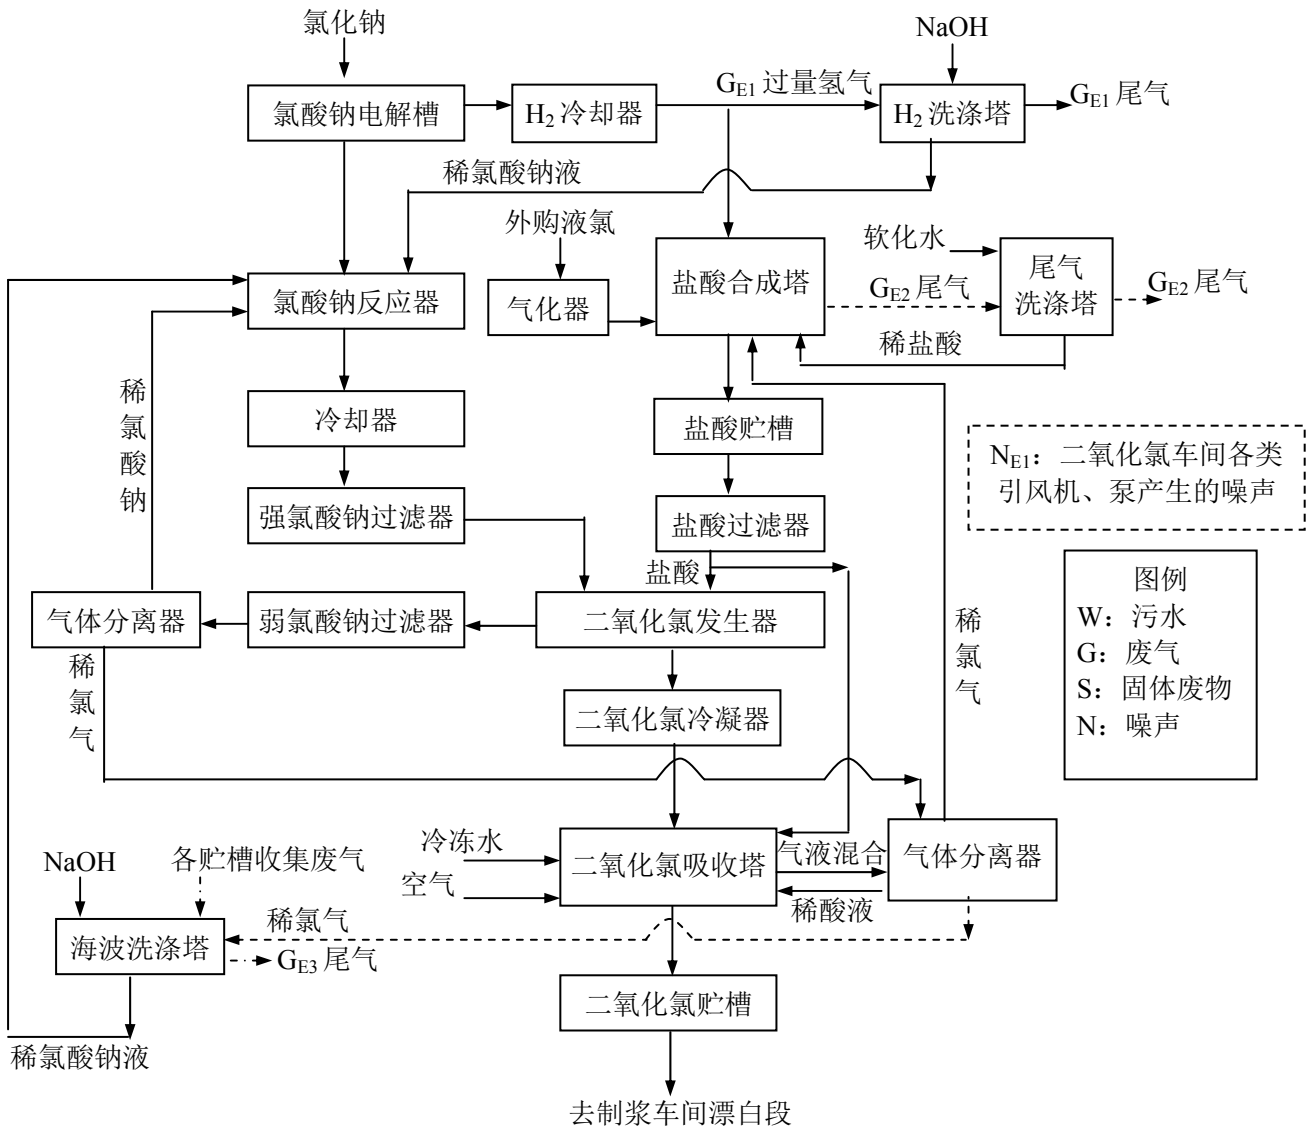 氯化钠
NaOH
GE1 过量氢气
GE1 尾气
氯酸钠电解槽
H2 冷却器
H2 洗涤塔
稀氯酸钠液
外购液氯
软化水
氯酸钠反应器
气化器
盐酸合成塔
GE2 尾气
尾气
洗涤塔
GE2 尾气
稀盐酸
稀氯酸钠
冷却器
盐酸贮槽
NE1：二氧化氯车间各类
引风机、泵产生的噪声
强氯酸钠过滤器
盐酸过滤器
盐酸
图例
W：污水
G：废气
S：固体废物
N：噪声
气体分离器
弱氯酸钠过滤器
二氧化氯发生器
稀氯气
稀氯气
二氧化氯冷凝器
冷冻水
空气
二氧化氯吸收塔
气液混合
稀酸液
气体分离器
NaOH
各贮槽收集废气
稀氯气
海波洗涤塔
GE3 尾气
二氧化氯贮槽
稀氯酸钠液
去制浆车间漂白段